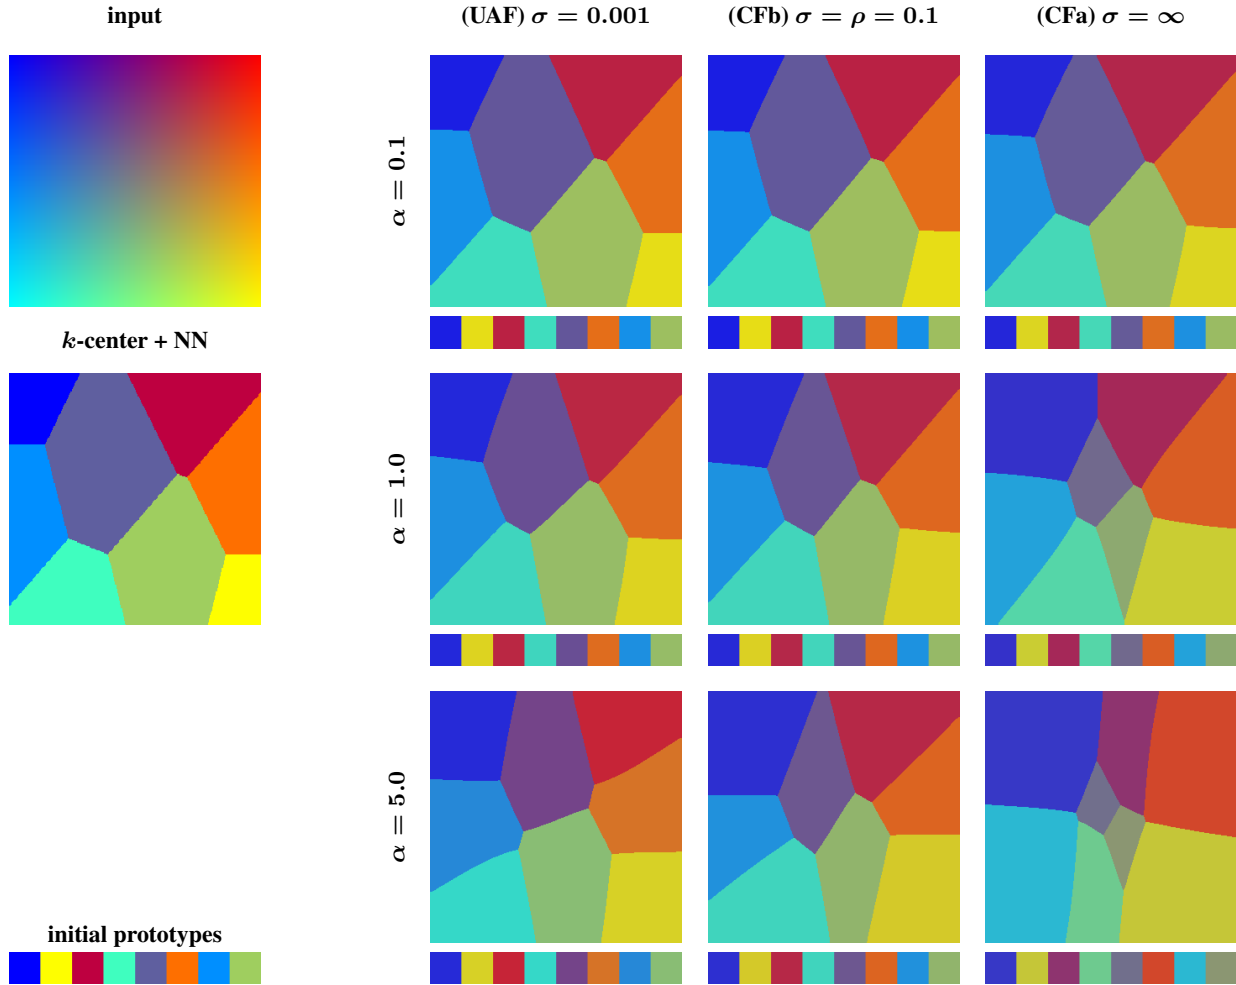 input
(UAF) σ = 0.001
(CFb) σ = ρ = 0.1
(CFa) σ = ∞
α = 0.1
k-center + NN
α = 1.0
α = 5.0
initial prototypes